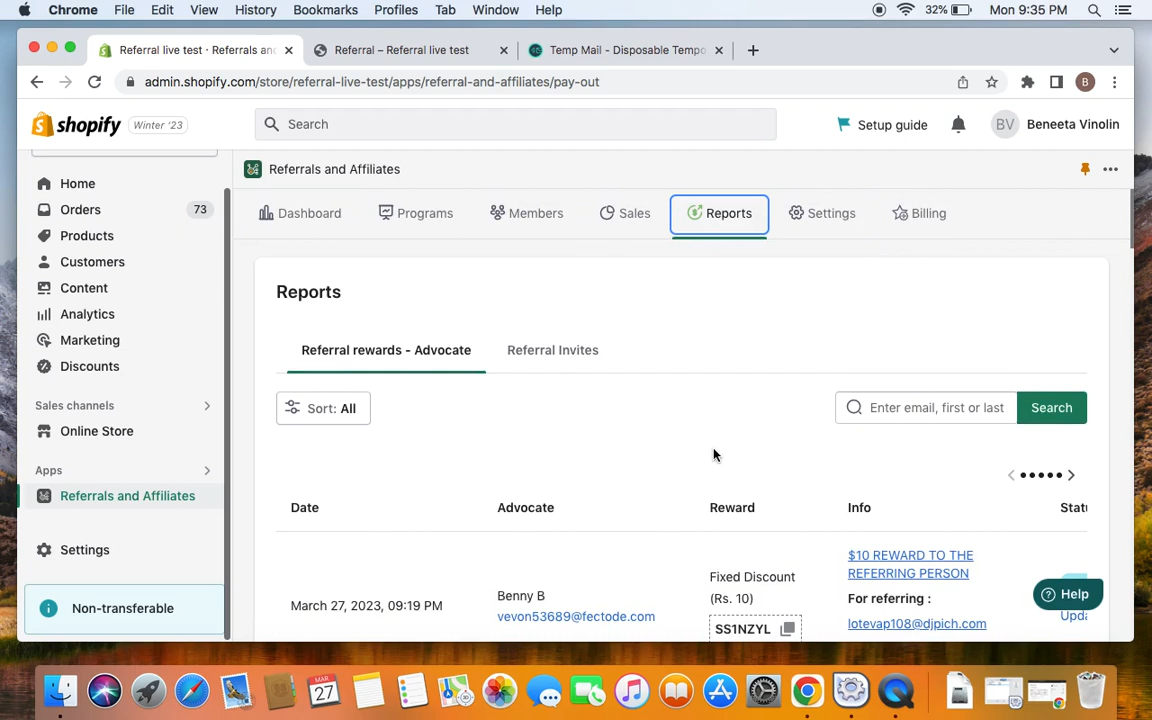 Chrome File Edit View History Bookmarks Profiles Tab Window Help 32% Mon 9:35 PM
Referral live test · Referrals and Referral – Referral live test Temp Mail - Disposable Tempo
admin.shopify.com/store/referral-live-test/apps/referral-and-affiliates/pay-out B
shopify Winter '23 Search Setup guide BV Beneeta Vinolin
Referrals and Affiliates
Home
Orders 73
Products
Customers
Content
Analytics
Marketing
Discounts
Sales channels
Online Store
Apps
Referrals and Affiliates
Settings
Non-transferable
Dashboard Programs Members Sales Reports Settings Billing
Reports
Referral rewards - Advocate Referral Invites
Sort: All Enter email, first or last Search
Date Advocate Reward Info Statu
March 27, 2023, 09:19 PM
Benny B
vevon53689@fectode.com
Fixed Discount
(Rs. 10)
SS1NZYL
$10 REWARD TO THE
REFERRING PERSON
For referring :
lotevap108@djpich.com
Upda
Help
MAR
27